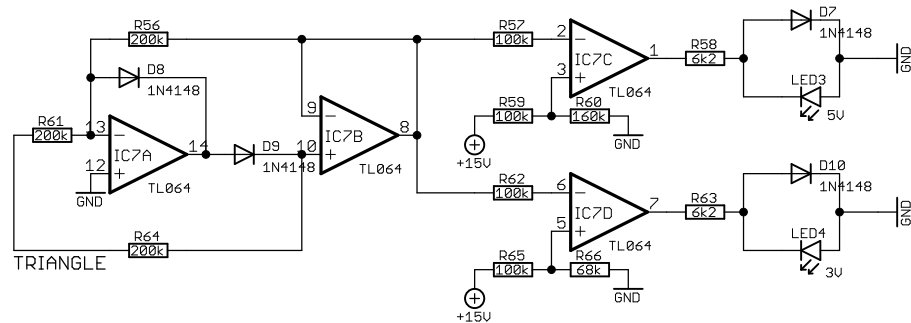 R56
200k
D8
1N4148
R61
200k
13
12
IC7A
14
TL064
GND
D9
1N4148
R64
200k
TRIANGLE
9
10
IC7B
8
TL064
R57
100k
2
3
IC7C
1
TL064
R59
100k
+15V
R60
160k
GND
R58
6k2
D7
1N4148
LED3
5V
GND
R62
100k
6
5
IC7D
7
TL064
R65
100k
+15V
R66
68k
GND
R63
6k2
D10
1N4148
LED4
3V
GND